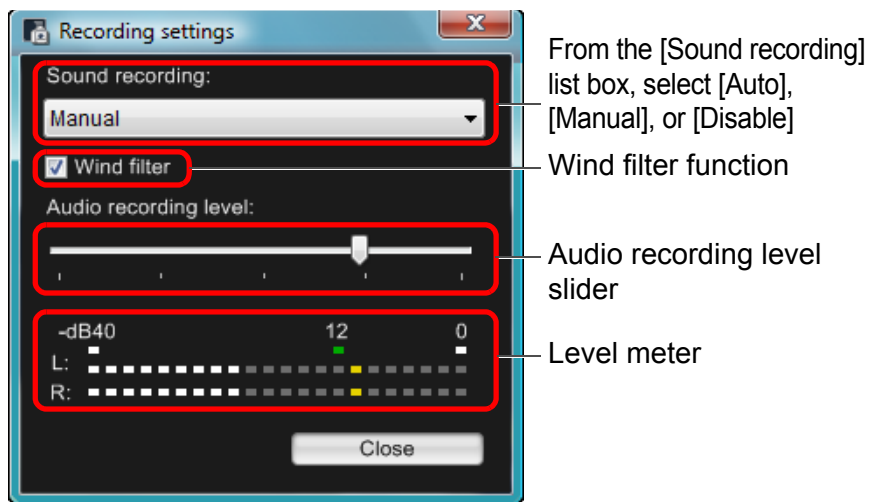 Recording settings
Sound recording:
Manual
Wind filter
Audio recording level:
-dB40 12 0
L:
R:
Close
From the [Sound recording]
list box, select [Auto],
[Manual], or [Disable]
Wind filter function
Audio recording level
slider
Level meter